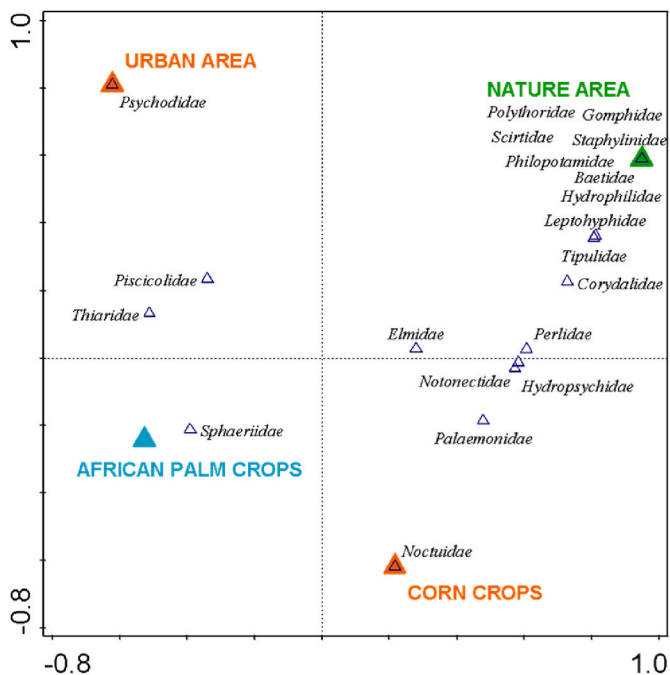 1.0
URBAN AREA
Psychodidae
NATURE AREA
Polythoridae Gomphidae
Scirtidae Staphylinidae
Philopotamidae
Baetidae
Hydrophilidae
Leptohyphidae
Tipulidae
Piscicolidae
Corydalidae
Thiaridae
Elmidae
Perlidae
Notonectidae
Hydropsychidae
Sphaeriidae
Palaemonidae
AFRICAN PALM CROPS
Noctuidae
CORN CROPS
-0.8
-0.8
1.0